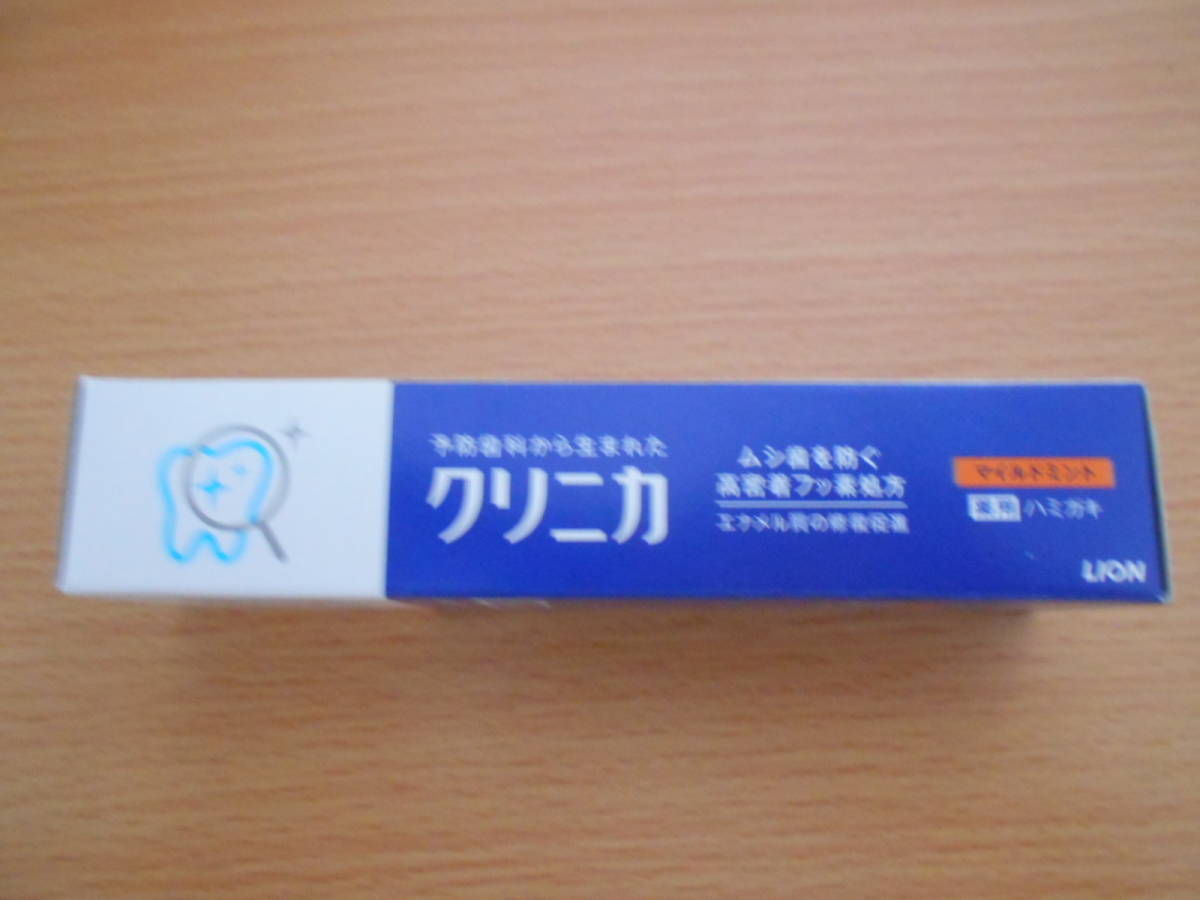 予防歯科から生まれた
クリニカ
ムシ歯を防ぐ
高密着フッ素処方
エナメル質の修復促進
マイルドミント
薬用 ハミガキ
LION